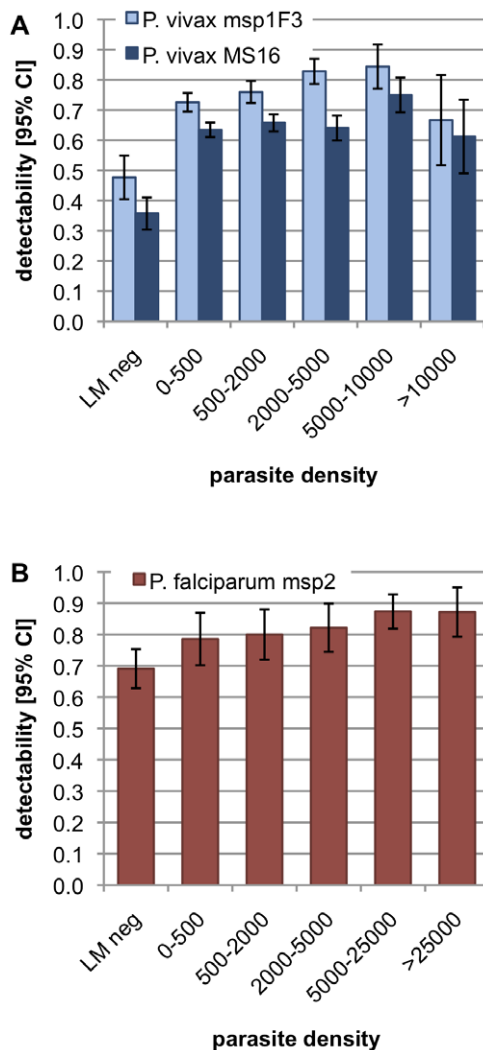 A
P. vivax msp1F3
P. vivax MS16
detectability [95% CI]
1.0
0.9
0.8
0.7
0.6
0.5
0.4
0.3
0.2
0.1
0.0
LM neg
0-500
500-2000
2000-5000
5000-10000
>10000
parasite density
B
P. falciparum msp2
detectability [95% CI]
1.0
0.9
0.8
0.7
0.6
0.5
0.4
0.3
0.2
0.1
0.0
LM neg
0-500
500-2000
2000-5000
5000-25000
>25000
parasite density